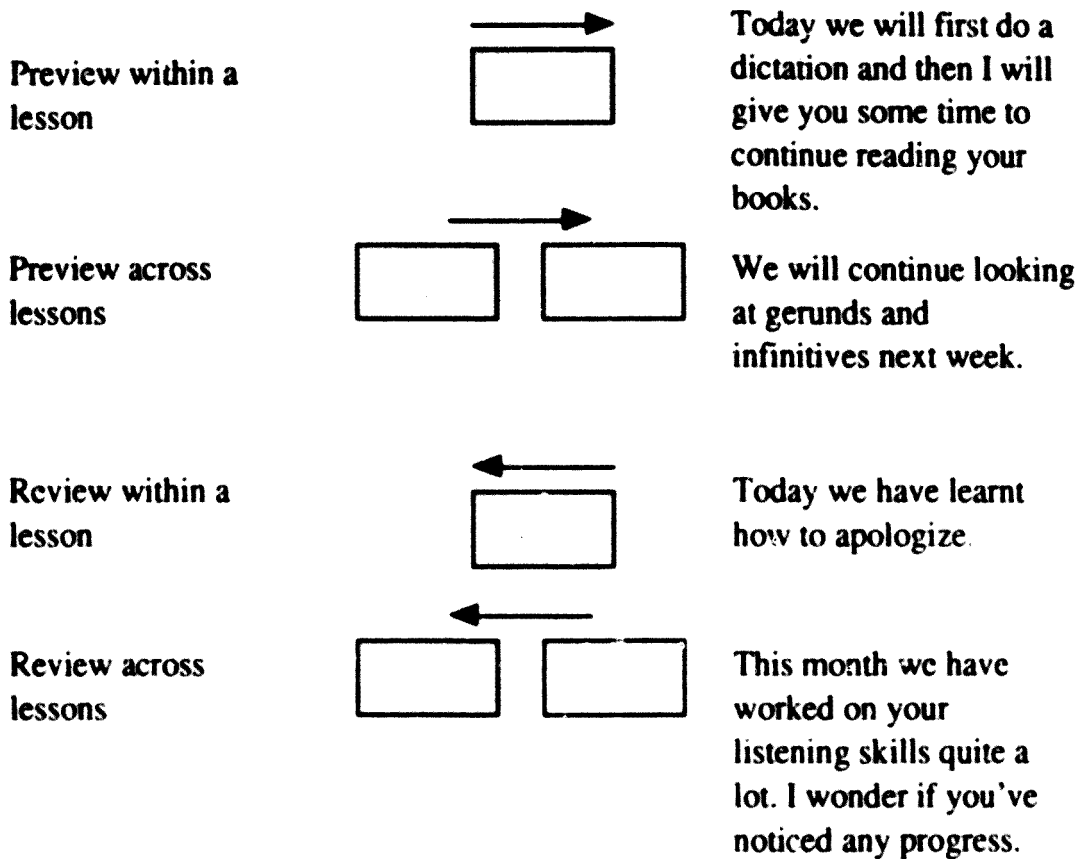 Preview within a
lesson
Today we will first do a
dictation and then I will
give you some time to
continue reading your
books.
Preview across
lessons
We will continue looking
at gerunds and
infinitives next week.
Review within a
lesson
Today we have learnt
how to apologize.
Review across
lessons
This month we have
worked on your
listening skills quite a
lot. I wonder if you've
noticed any progress.